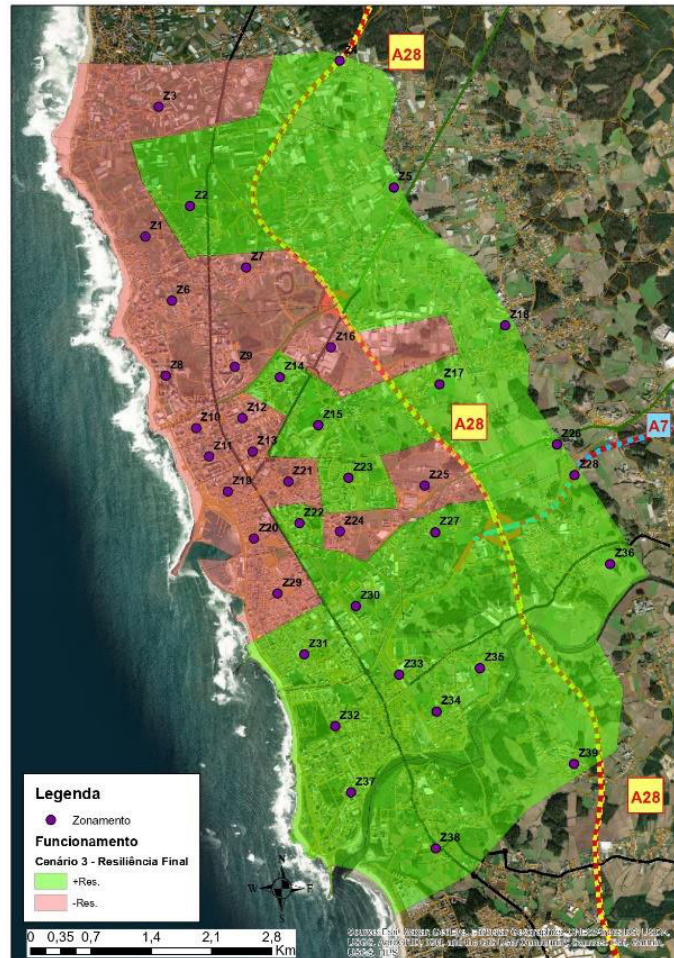 A28
Z3
Z5
Z2
Z1
Z7
Z6
Z18
Z16
Z8
Z9
Z14
Z17
Z15
A28
Z10
Z12
Z26
A7
Z11
Z13
Z23
Z28
Z21
Z25
Z19
Z22
Z24
Z27
Z20
Z36
Z29
Z30
Z31
Z33
Z35
Z34
Z32
Z39
Z37
A28
Z38
Legenda
Zonamento
Funcionamento
Cenário 3 - Resiliência Final
+Res.
-Res.
N
W
S
0 0,35 0,7 1,4 2,1 2,8
Km